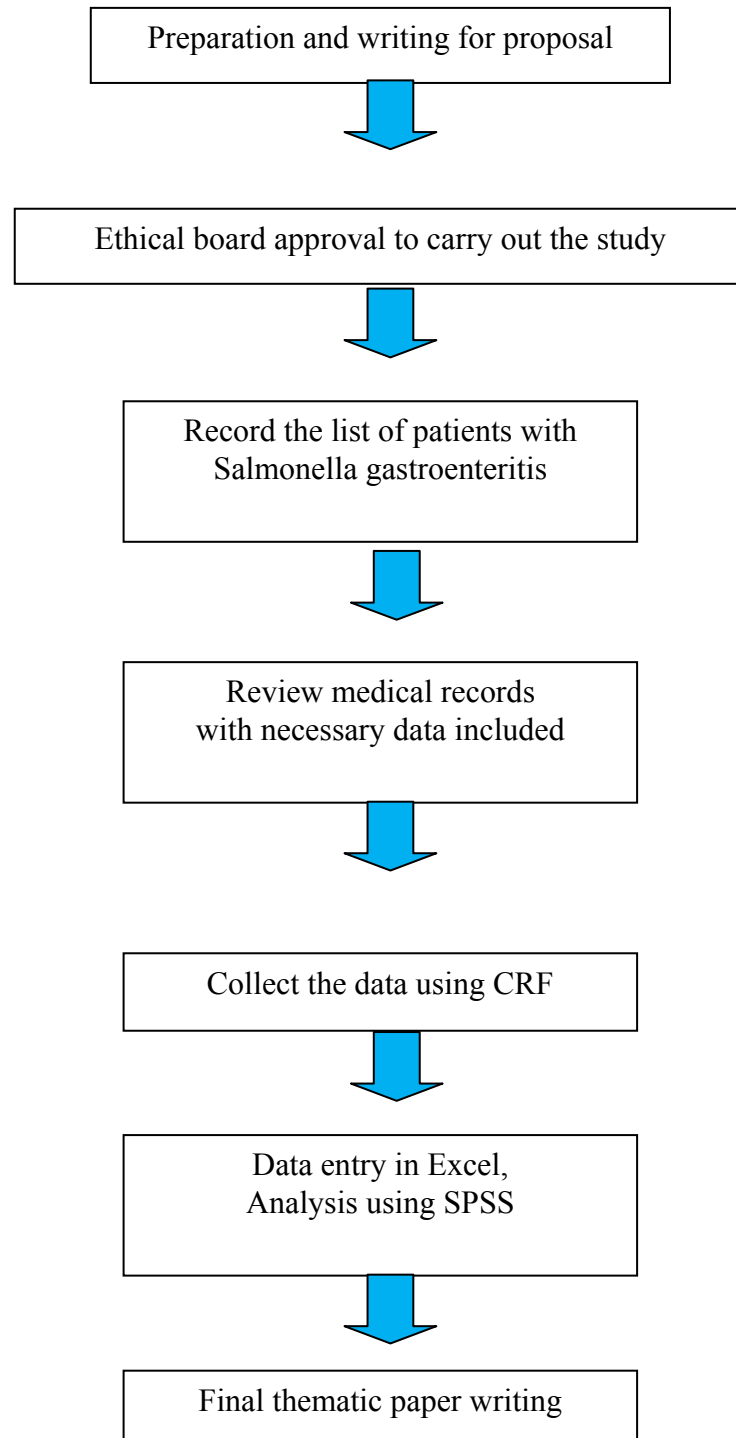 Preparation and writing for proposal
Ethical board approval to carry out the study
Record the list of patients with
Salmonella gastroenteritis
Review medical records
with necessary data included
Collect the data using CRF
Data entry in Excel,
Analysis using SPSS
Final thematic paper writing